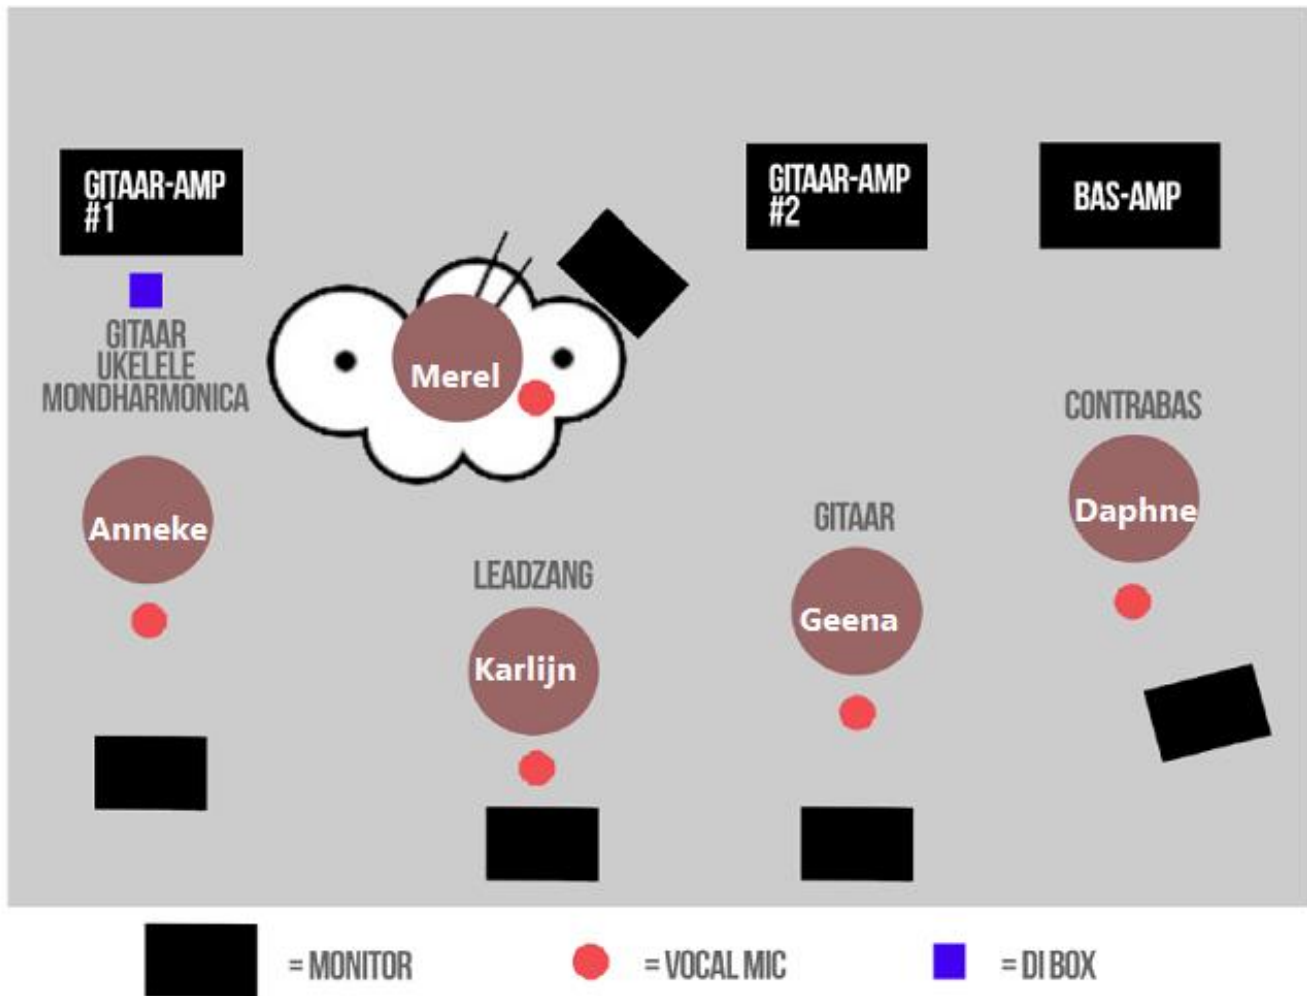 GITAAR-AMP
#1
GITAAR-AMP
#2
BAS-AMP
GITAAR
UKELELE
MONDHARMONICA
Merel
CONTRABAS
Anneke
Daphne
GITAAR
LEADZANG
Geena
Karlijn
= MONITOR
= VOCAL MIC
= DI BOX